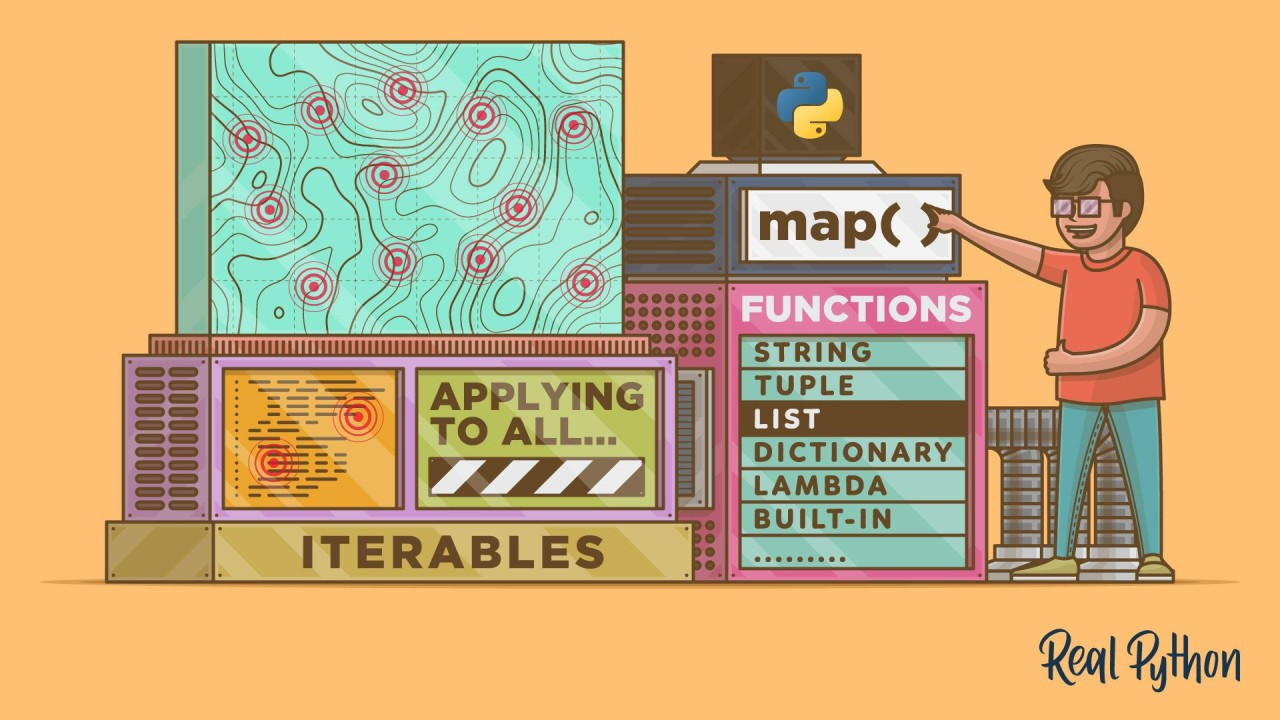 map( )
FUNCTIONS
STRING
TUPLE
LIST
DICTIONARY
LAMBDA
BUILT-IN
.........
APPLYING
TO ALL...
ITERABLES
Real Python